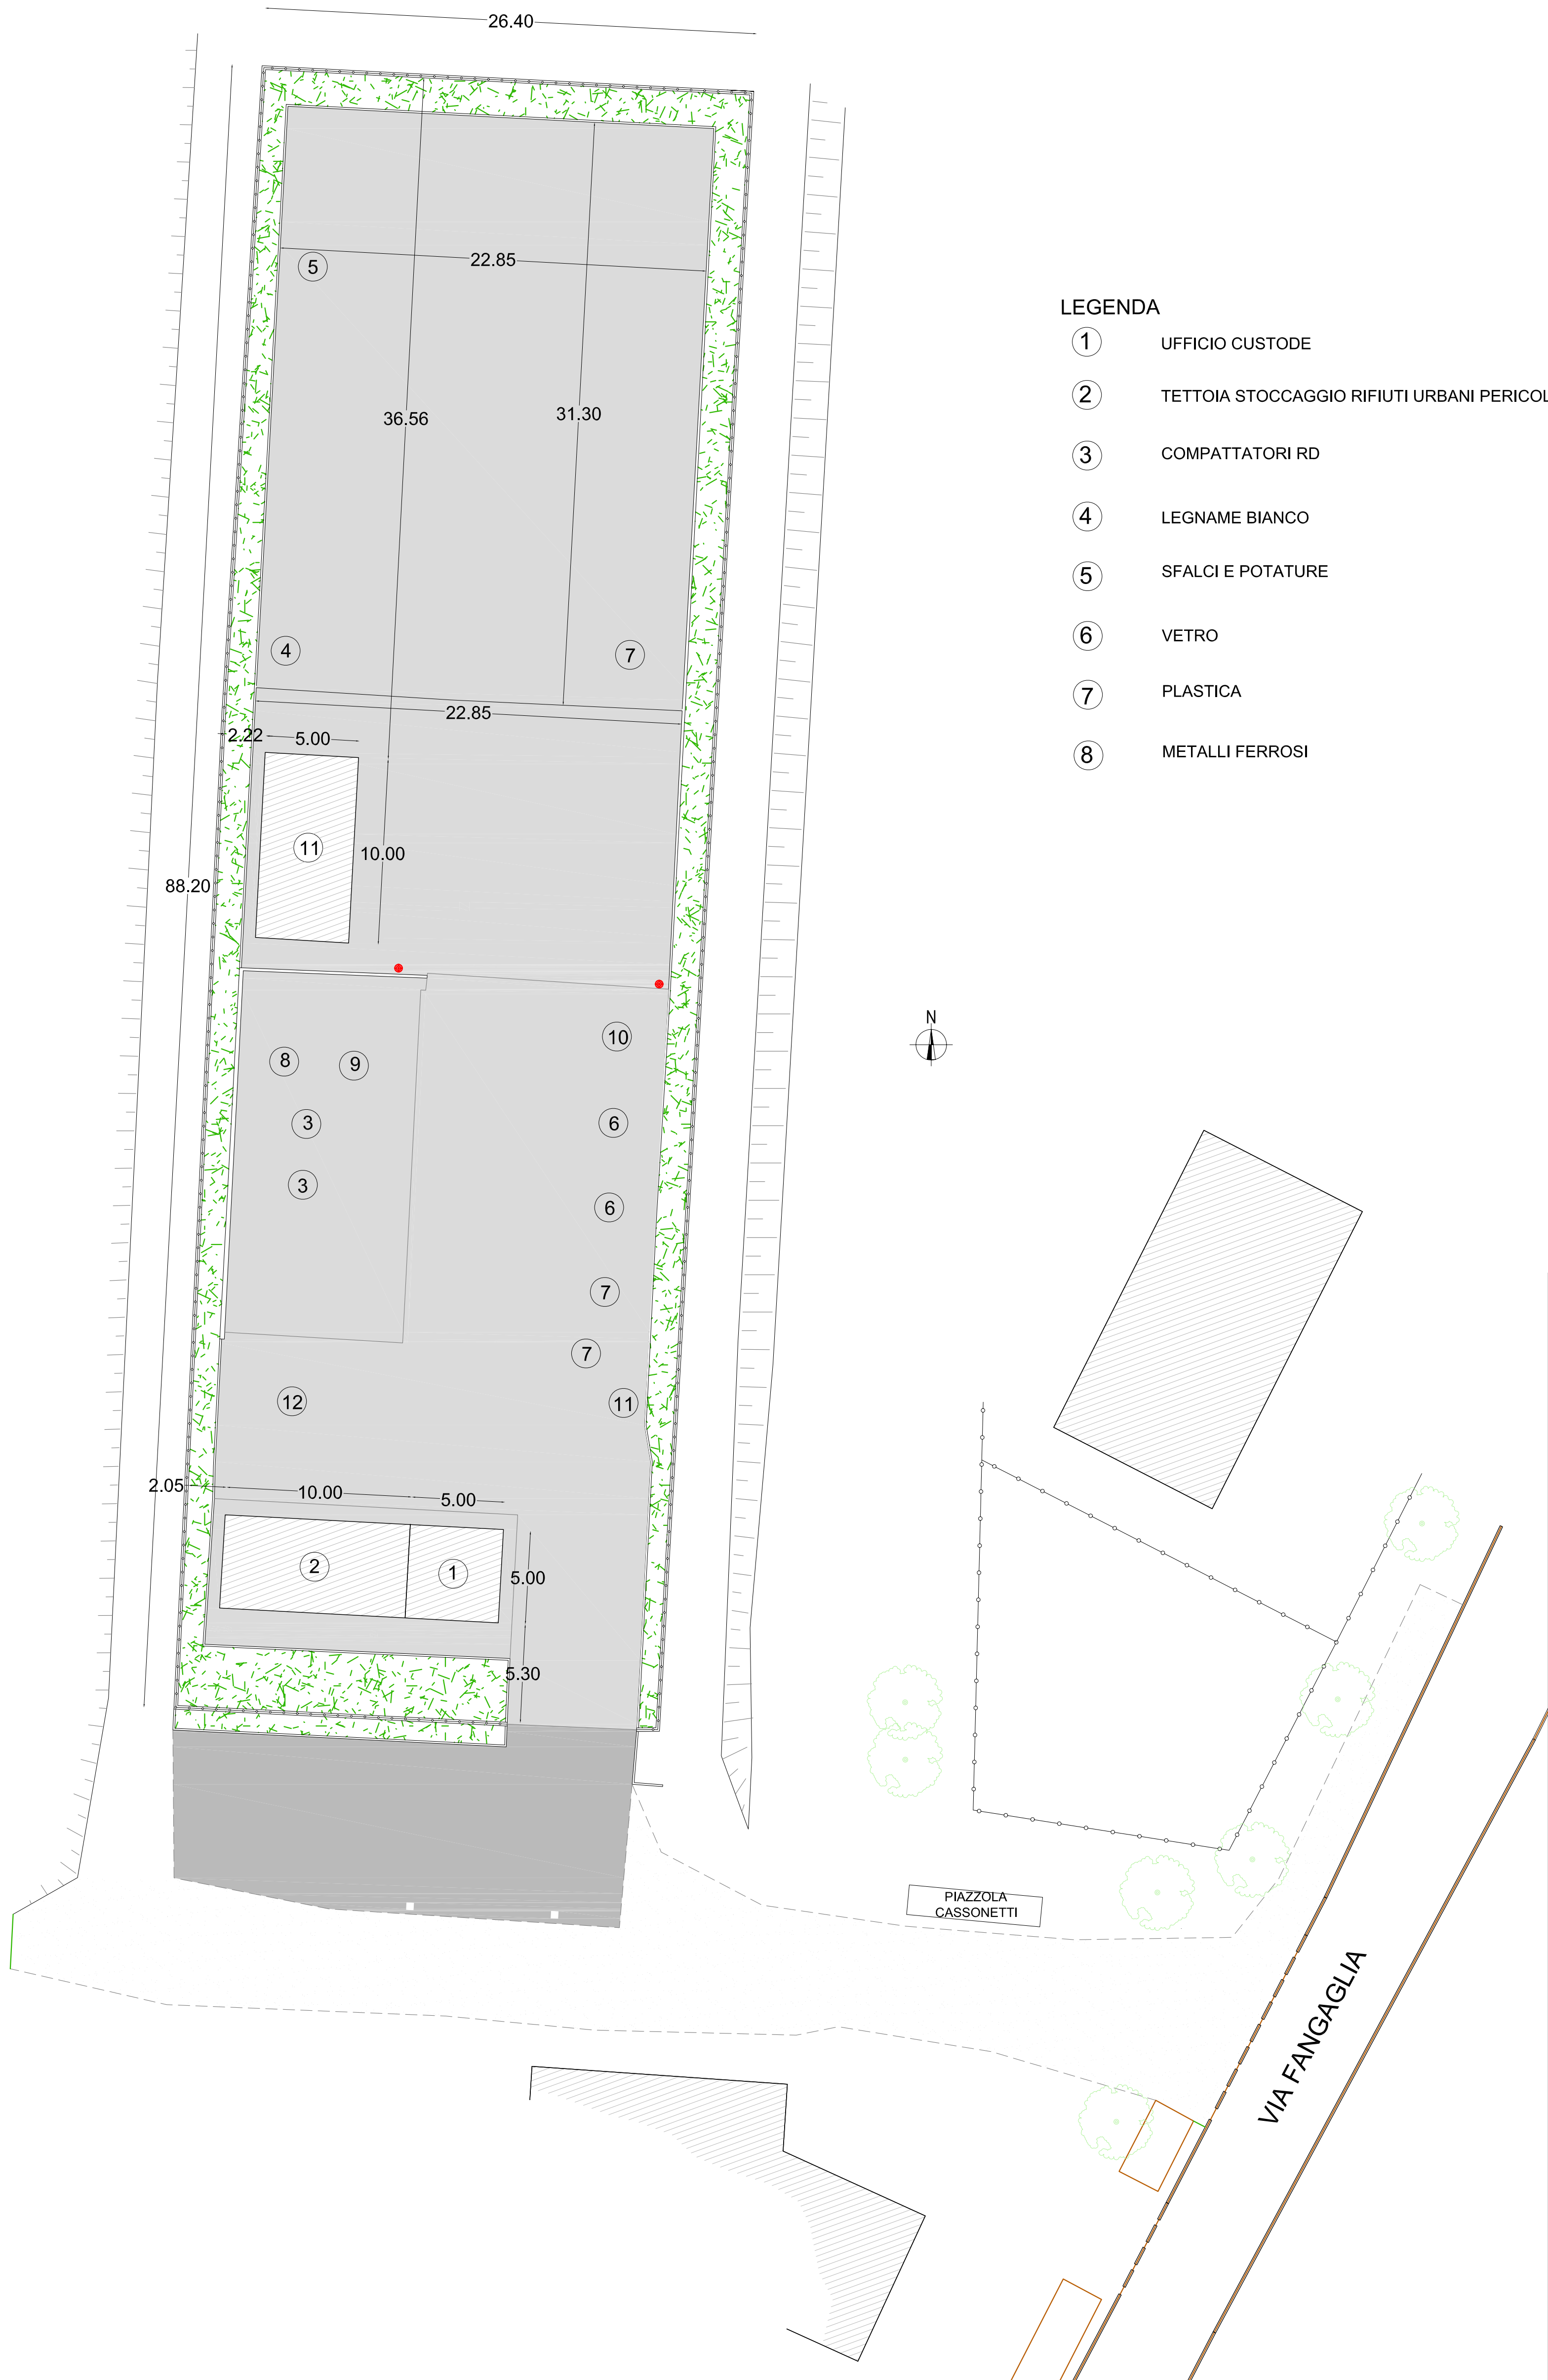 26.40
22.85
5
36.56
31.30
4
7
22.85
2.22
5.00
11
10.00
88.20
10
8
9
6
3
3
6
7
7
12
11
2.05
10.00
5.00
2
1
5.00
5.30
LEGENDA
1 UFFICIO CUSTODE
2 TETTOIA STOCCAGGIO RIFIUTI URBANI PERICOL
3 COMPATTATORI RD
4 LEGNAME BIANCO
5 SFALCI E POTATURE
6 VETRO
7 PLASTICA
8 METALLI FERROSI
N
PIAZZOLA
CASSONETTI
VIA FANGAGLIA